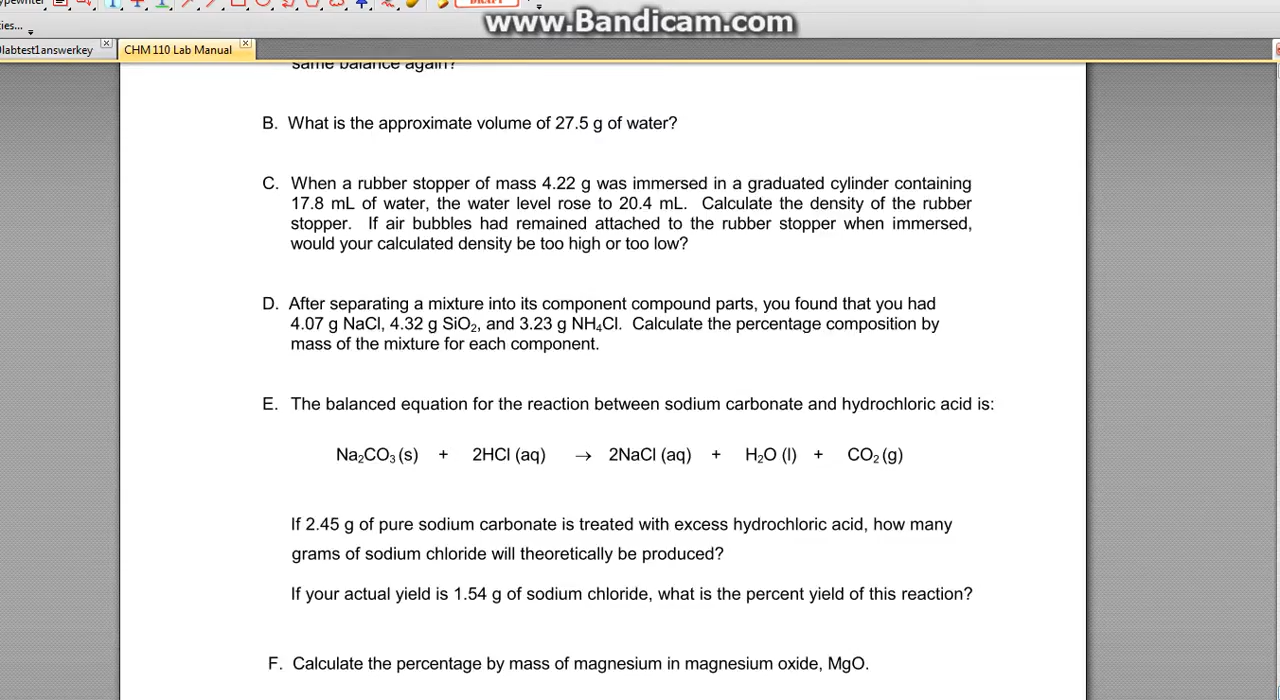 www.Bandicam.com
ties...
labtest1answerkey
CHM 110 Lab Manual
same balance again?
B. What is the approximate volume of 27.5 g of water?
C. When a rubber stopper of mass 4.22 g was immersed in a graduated cylinder containing
17.8 mL of water, the water level rose to 20.4 mL. Calculate the density of the rubber
stopper. If air bubbles had remained attached to the rubber stopper when immersed,
would your calculated density be too high or too low?
D. After separating a mixture into its component compound parts, you found that you had
4.07 g NaCl, 4.32 g SiO₂, and 3.23 g NH₄Cl. Calculate the percentage composition by
mass of the mixture for each component.
E. The balanced equation for the reaction between sodium carbonate and hydrochloric acid is:
Na₂CO₃ (s) + 2HCl (aq) → 2NaCl (aq) + H₂O (l) + CO₂ (g)
If 2.45 g of pure sodium carbonate is treated with excess hydrochloric acid, how many
grams of sodium chloride will theoretically be produced?
If your actual yield is 1.54 g of sodium chloride, what is the percent yield of this reaction?
F. Calculate the percentage by mass of magnesium in magnesium oxide, MgO.